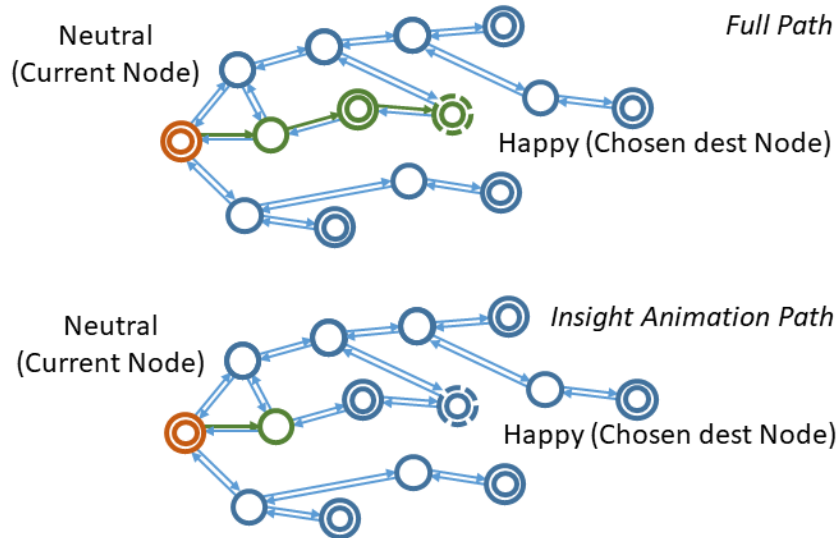 Neutral
(Current Node)
Full Path
Happy (Chosen dest Node)
Neutral
(Current Node)
Insight Animation Path
Happy (Chosen dest Node)